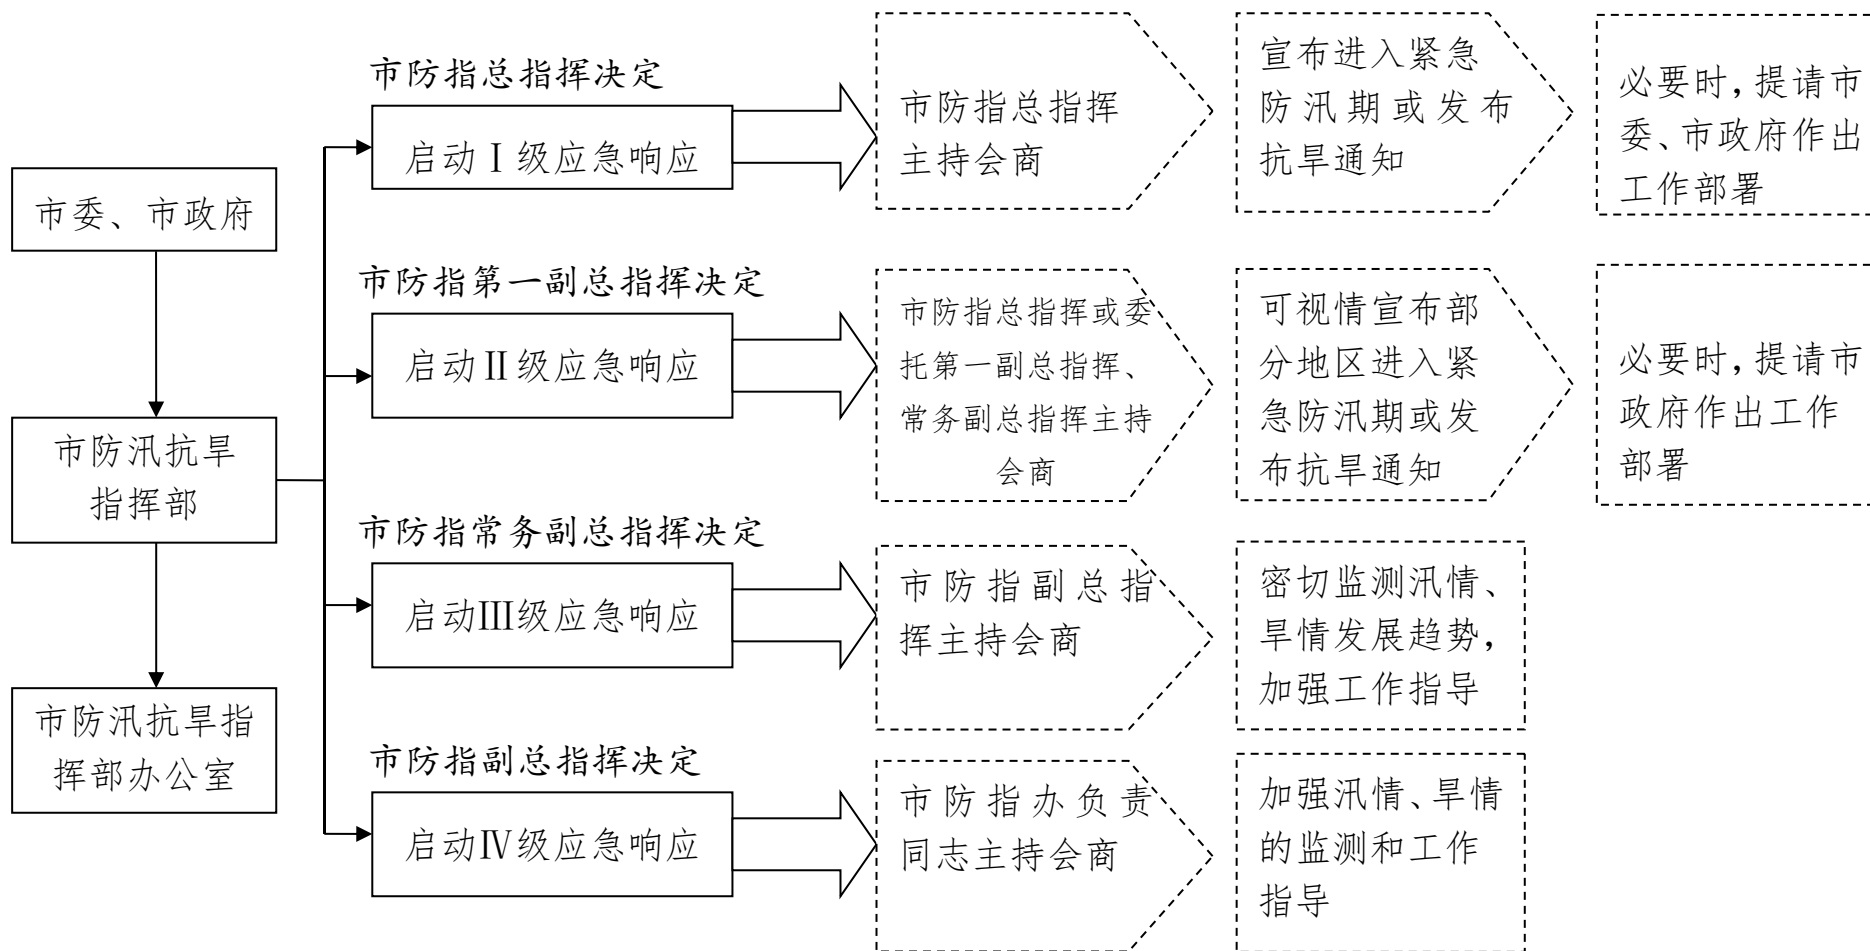 市委、市政府
市防汛抗旱
指挥部
市防汛抗旱指
挥部办公室
市防指总指挥决定
启动Ⅰ级应急响应
市防指总指挥
主持会商
宣布进入紧急
防汛期或发布
抗旱通知
必要时，提请市
委、市政府作出
工作部署
市防指第一副总指挥决定
启动Ⅱ级应急响应
市防指总指挥或委
托第一副总指挥、
常务副总指挥主持
会商
可视情宣布部
分地区进入紧
急防汛期或发
布抗旱通知
必要时，提请市
政府作出工作
部署
市防指常务副总指挥决定
启动Ⅲ级应急响应
市防指副总指
挥主持会商
密切监测汛情、
旱情发展趋势，
加强工作指导
市防指副总指挥决定
启动Ⅳ级应急响应
市防指办负责
同志主持会商
加强汛情、旱情
的监测和工作
指导